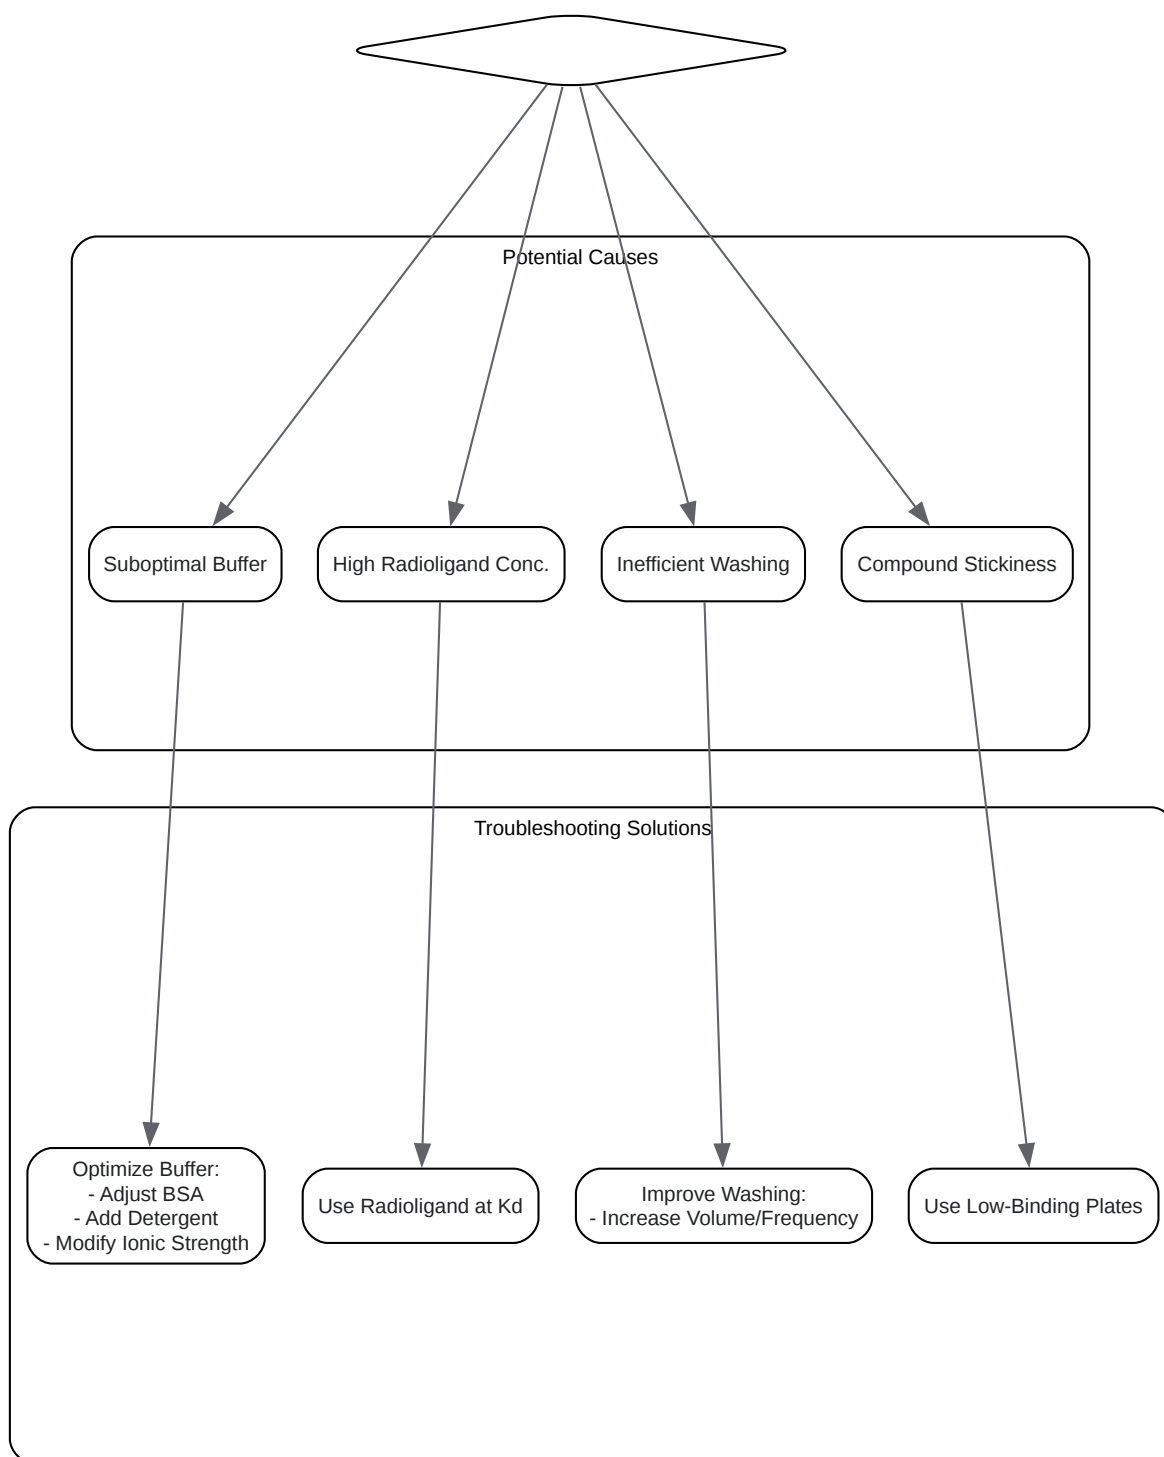 Potential Causes
Suboptimal Buffer
High Radioligand Conc.
Inefficient Washing
Compound Stickiness
Troubleshooting Solutions
Optimize Buffer:
- Adjust BSA
- Add Detergent
- Modify Ionic Strength
Use Radioligand at Kd
Improve Washing:
- Increase Volume/Frequency
Use Low-Binding Plates